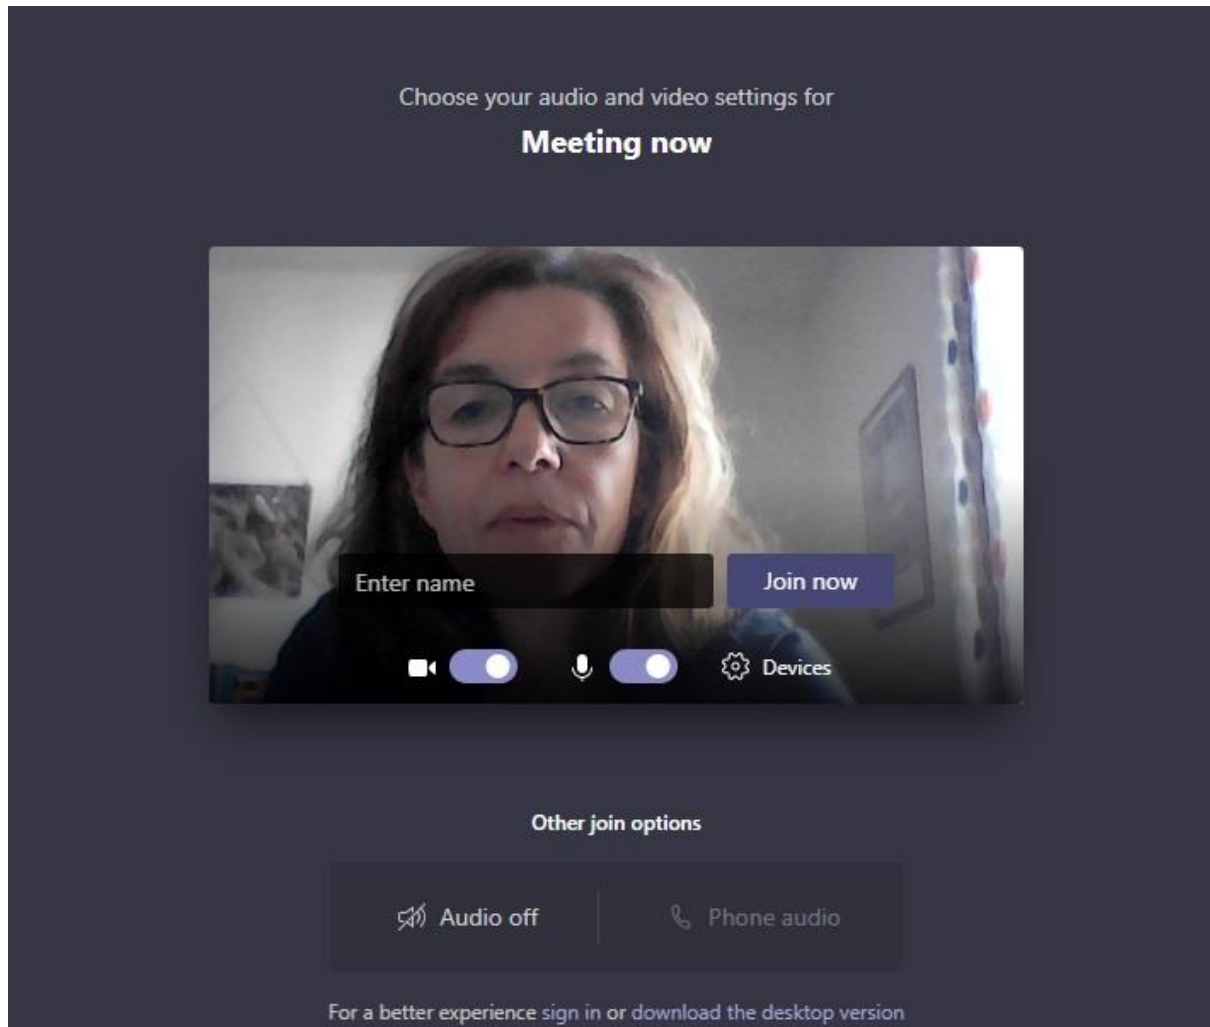 Choose your audio and video settings for
Meeting now
Enter name
Join now
Devices
Other join options
Audio off
Phone audio
For a better experience sign in or download the desktop version